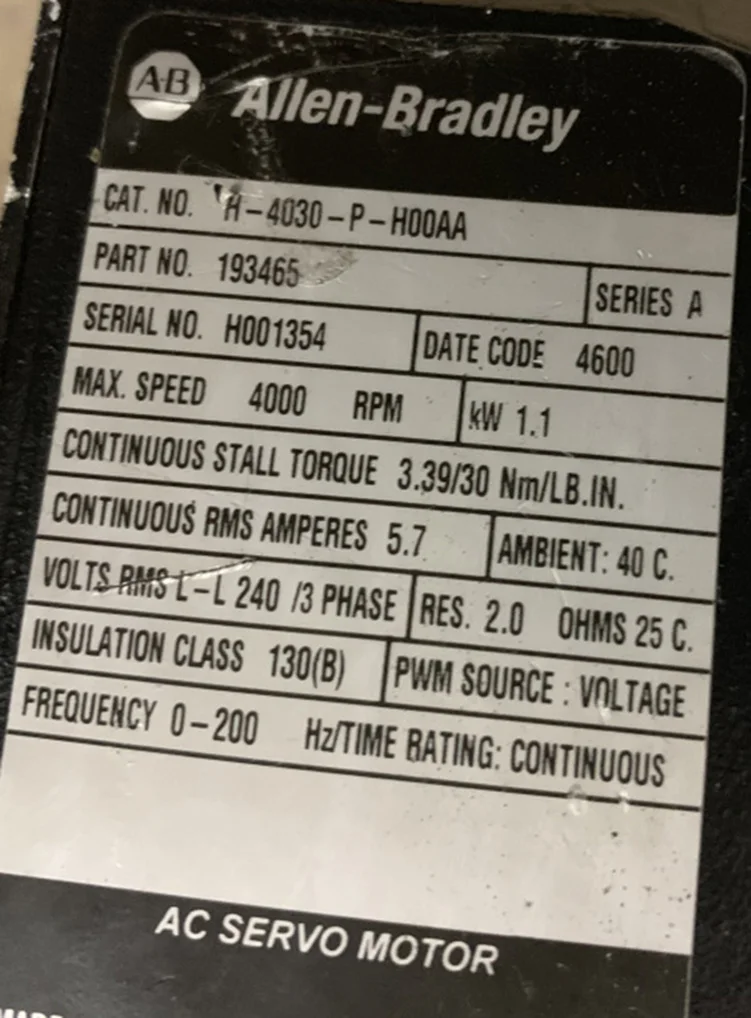 A-B Allen-Bradley
CAT. NO. H-4030-P-H00AA
PART NO. 193465 SERIES A
SERIAL NO. H001354 DATE CODE 4600
MAX. SPEED 4000 RPM kW 1.1
CONTINUOUS STALL TORQUE 3.39/30 Nm/LB.IN.
CONTINUOUS RMS AMPERES 5.7 AMBIENT: 40 C.
VOLTS RMS L-L 240 /3 PHASE RES. 2.0 OHMS 25 C.
INSULATION CLASS 130(B) PWM SOURCE : VOLTAGE
FREQUENCY 0-200 Hz/TIME RATING: CONTINUOUS
AC SERVO MOTOR